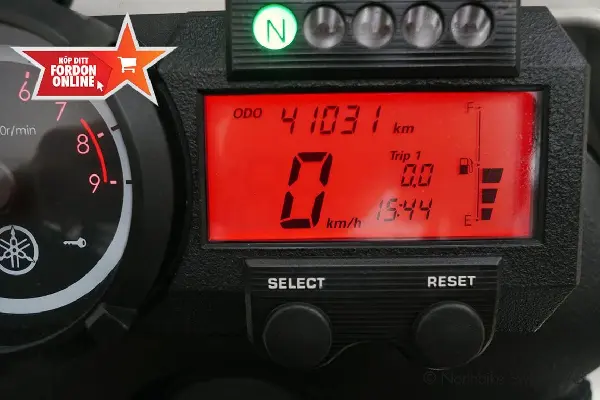 N
KÖP DITT
FORDON
ONLINE
6
7
8
9
0r/min
ODO 41031 km
F
Trip 1
0.0
0 km/h
15:44
E
SELECT RESET